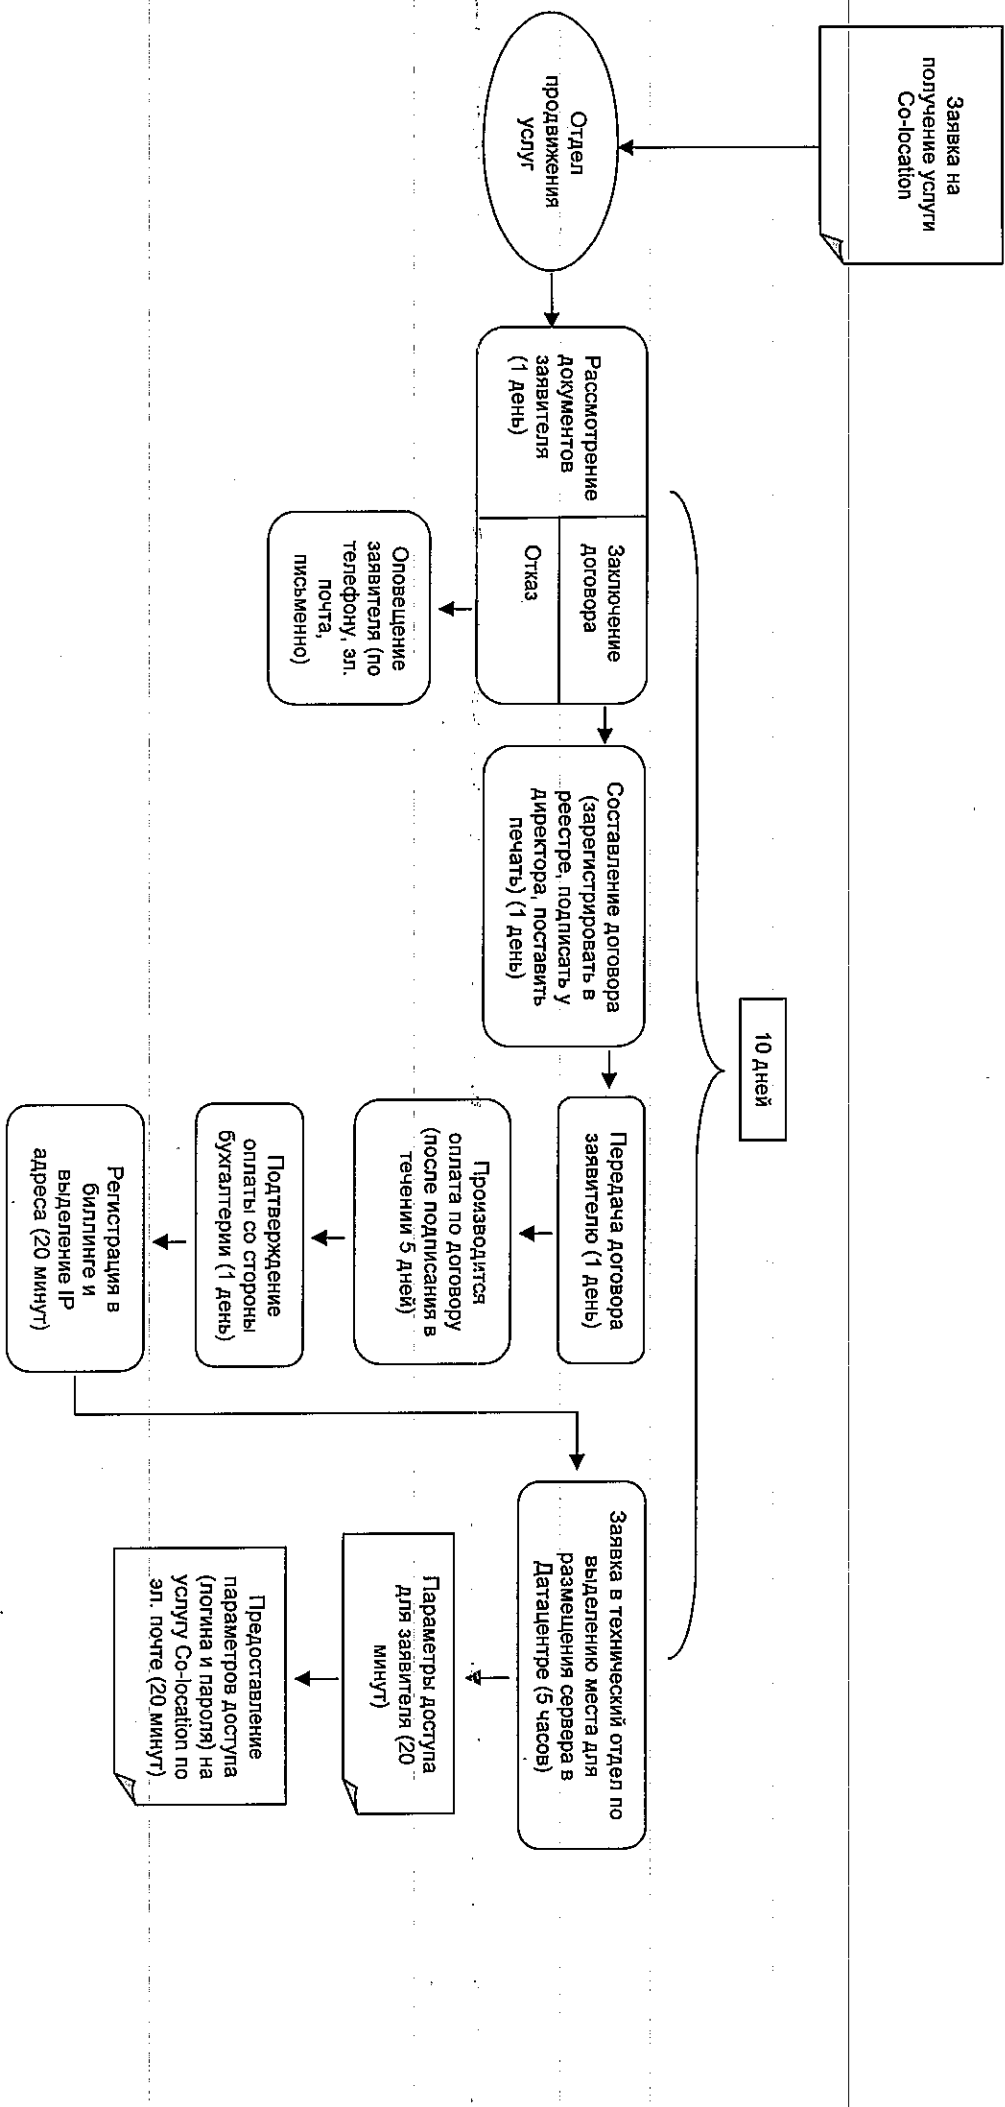 Заявка на
получение услуги
Co-location
Отдел
продвижения
услуг
10 дней
Рассмотрение
документов
заявителя
(1 день)
Заключение
договора
Отказ
Оповещение
заявителя (по
телефону, эл.
почта,
письменно)
Составление договора
(зарегистрировать в
реестре, подписать у
директора, поставить
печать) (1 день)
Передача договора
заявителю (1 день)
Производится
оплата по договору
(после подписания в
течении 5 дней)
Подтверждение
оплаты со стороны
бухгалтерии (1 день)
Регистрация в
биллинге и
выделение IP
адреса (20 минут)
Заявка в технический отдел по
выделению места для
размещения сервера в
Датацентре (5 часов)
Параметры доступа
для заявителя (20
минут)
Предоставление
параметров доступа
(логина и пароля) на
услугу Co-location по
эл. почте (20 минут)